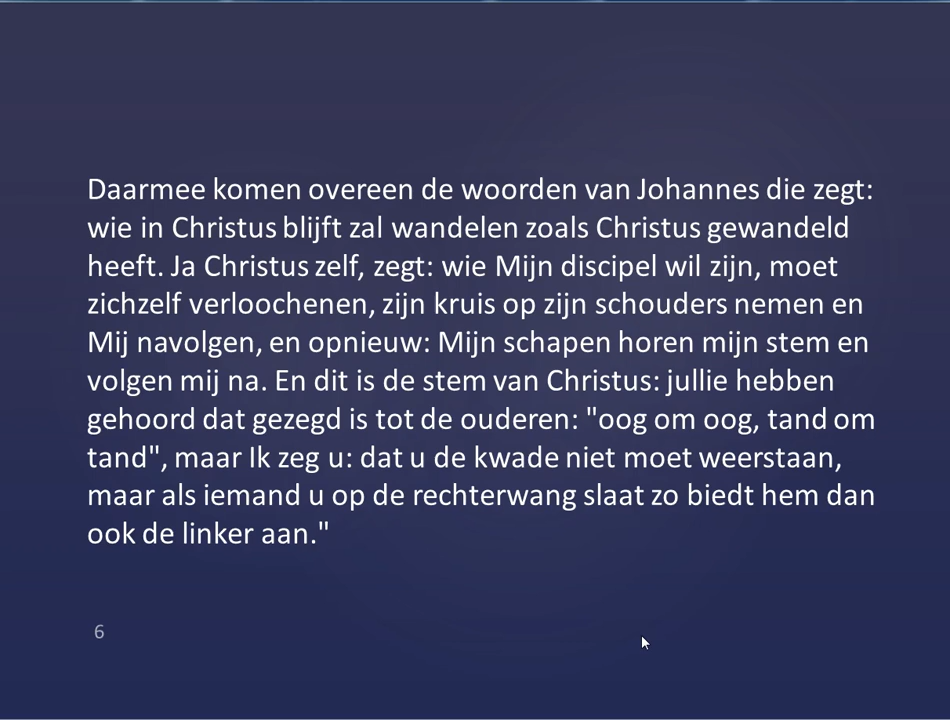 Daarmee komen overeen de woorden van Johannes die zegt:
wie in Christus blijft zal wandelen zoals Christus gewandeld
heeft. Ja Christus zelf, zegt: wie Mijn discipel wil zijn, moet
zichzelf verloochenen, zijn kruis op zijn schouders nemen en
Mij navolgen, en opnieuw: Mijn schapen horen mijn stem en
volgen mij na. En dit is de stem van Christus: jullie hebben
gehoord dat gezegd is tot de ouderen: "oog om oog, tand om
tand", maar Ik zeg u: dat u de kwade niet moet weerstaan,
maar als iemand u op de rechterwang slaat zo biedt hem dan
ook de linker aan."
6